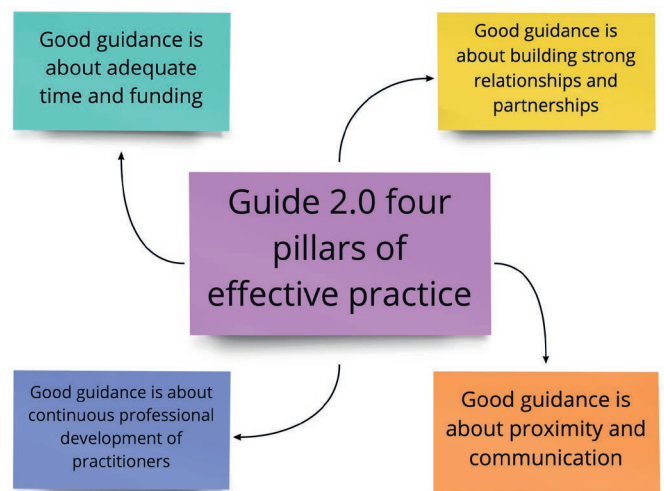 Good guidance is
about adequate
time and funding
Good guidance is
about building strong
relationships and
partnerships
Guide 2.0 four
pillars of
effective practice
Good guidance is about
continuous professional
development of
practitioners
Good guidance is
about proximity and
communication